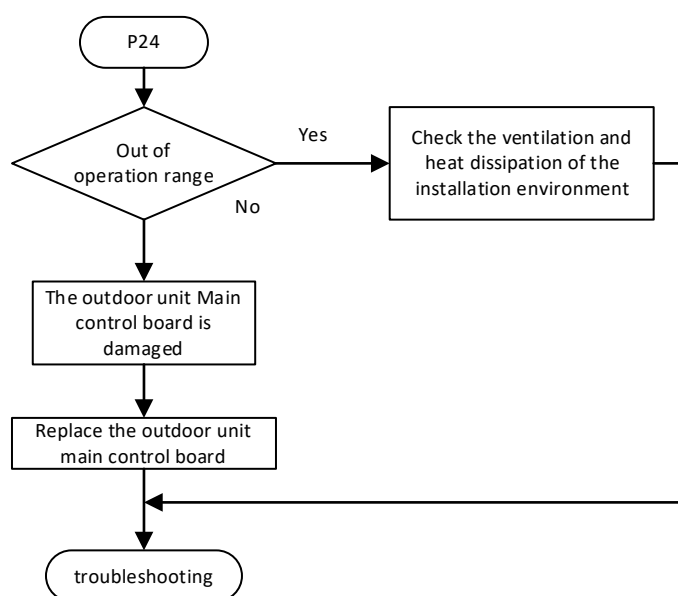 P24
Out of
operation range
Yes
No
Check the ventilation and
heat dissipation of the
installation environment
The outdoor unit Main
control board is
damaged
Replace the outdoor unit
main control board
troubleshooting